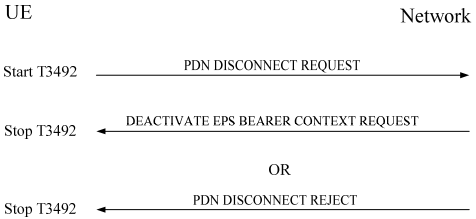 UE
Network
Start T3492
PDN DISCONNECT REQUEST
Stop T3492
DEACTIVATE EPS BEARER CONTEXT REQUEST
OR
Stop T3492
PDN DISCONNECT REJECT